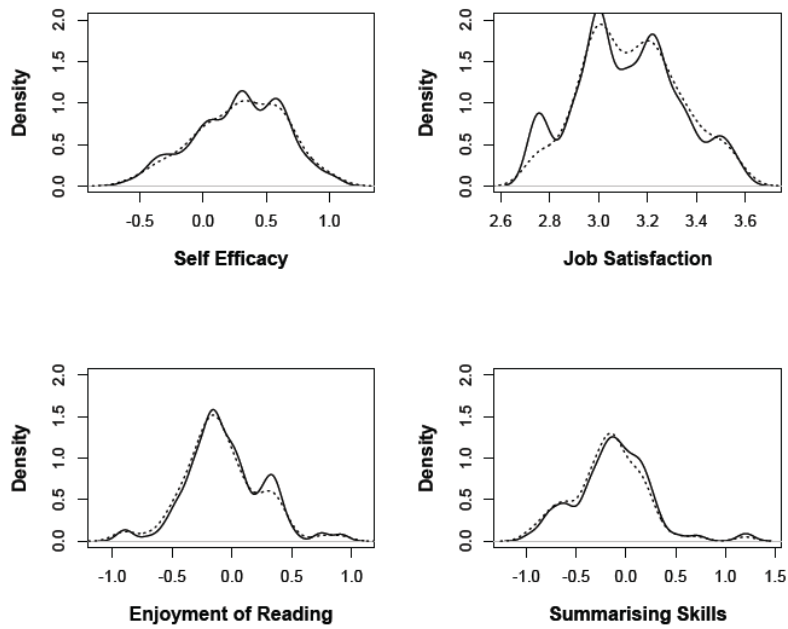 Density
2.0
1.5
1.0
0.5
0.0
-0.5 0.0 0.5 1.0
Self Efficacy
Density
2.0
1.5
1.0
0.5
0.0
2.6 2.8 3.0 3.2 3.4 3.6
Job Satisfaction
Density
2.0
1.5
1.0
0.5
0.0
-1.0 -0.5 0.0 0.5 1.0
Enjoyment of Reading
Density
2.0
1.5
1.0
0.5
0.0
-1.0 -0.5 0.0 0.5 1.0 1.5
Summarising Skills